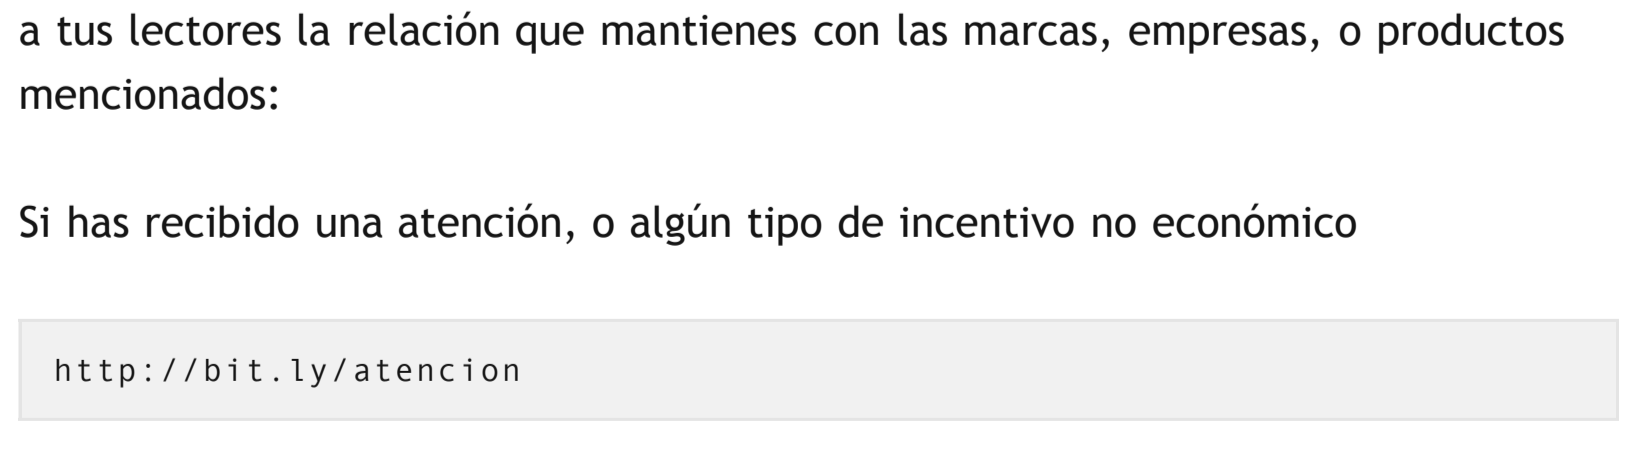 a tus lectores la relación que mantienes con las marcas, empresas, o productos
mencionados:
Si has recibido una atención, o algún tipo de incentivo no económico
http://bit.ly/atencion